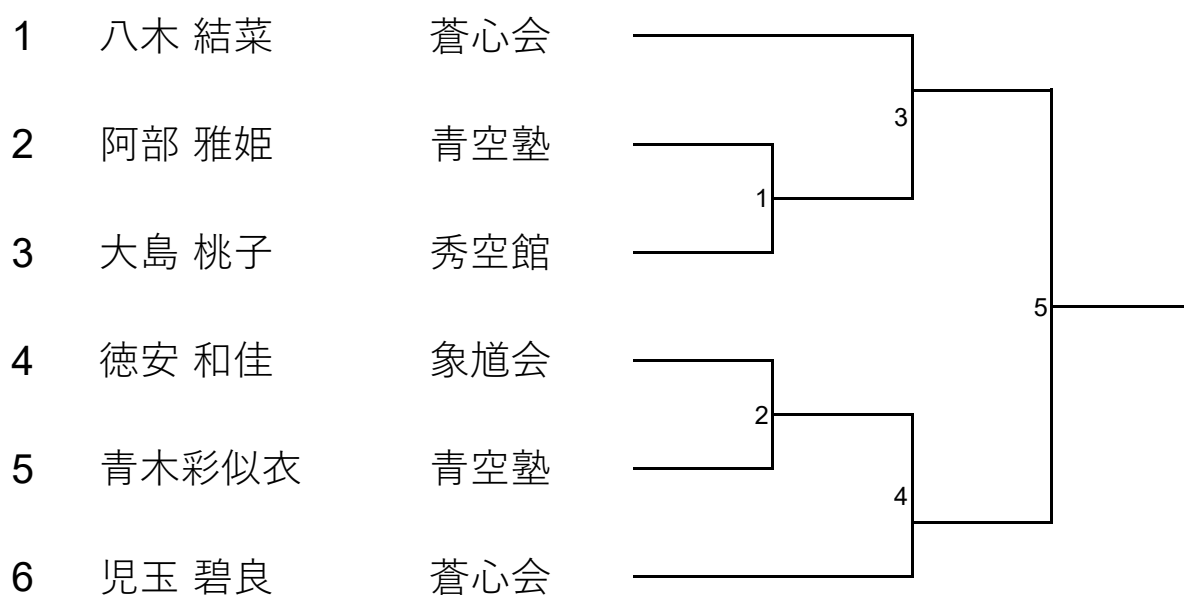 1 八木 結菜 蒼心会
3
2 阿部 雅姫 青空塾
1
3 大島 桃子 秀空館
5
4 徳安 和佳 象馗会
2
5 青木彩似衣 青空塾
4
6 児玉 碧良 蒼心会